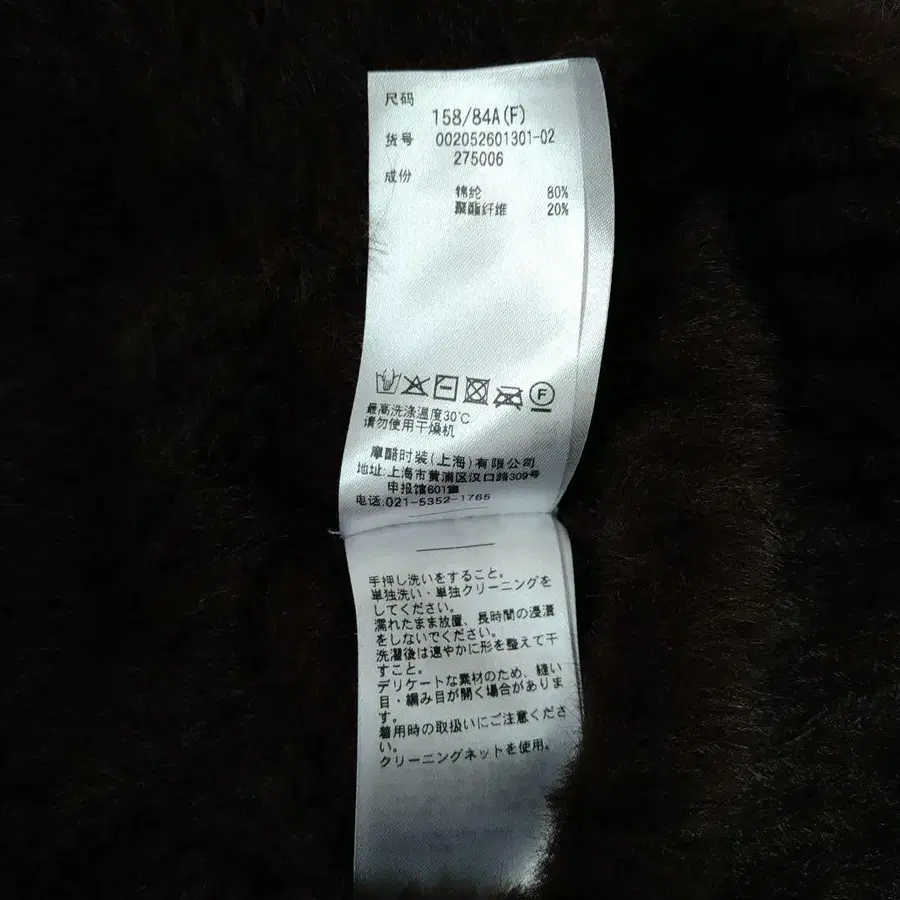 尺码
158/84A(F)
货号 002052601301-02
275006
成份
锦纶 80%
聚酯纤维 20%
F
最高洗涤温度30℃
请勿使用干燥机
摩酷时装(上海)有限公司
地址:上海市黄浦区汉口路309号
申报馆601室
电话:021-5352-1765
手押し洗いをすること。
単独洗い・単独クリーニングを
してください。
濡れたまま放置、長時間の浸漬
をしないでください。
洗濯後は速やかに形を整えて干
すこと。
デリケートな素材のため、縫い
目・編み目が開く場合がありま
す。
着用時の取扱いにご注意くださ
い。
クリーニングネットを使用。